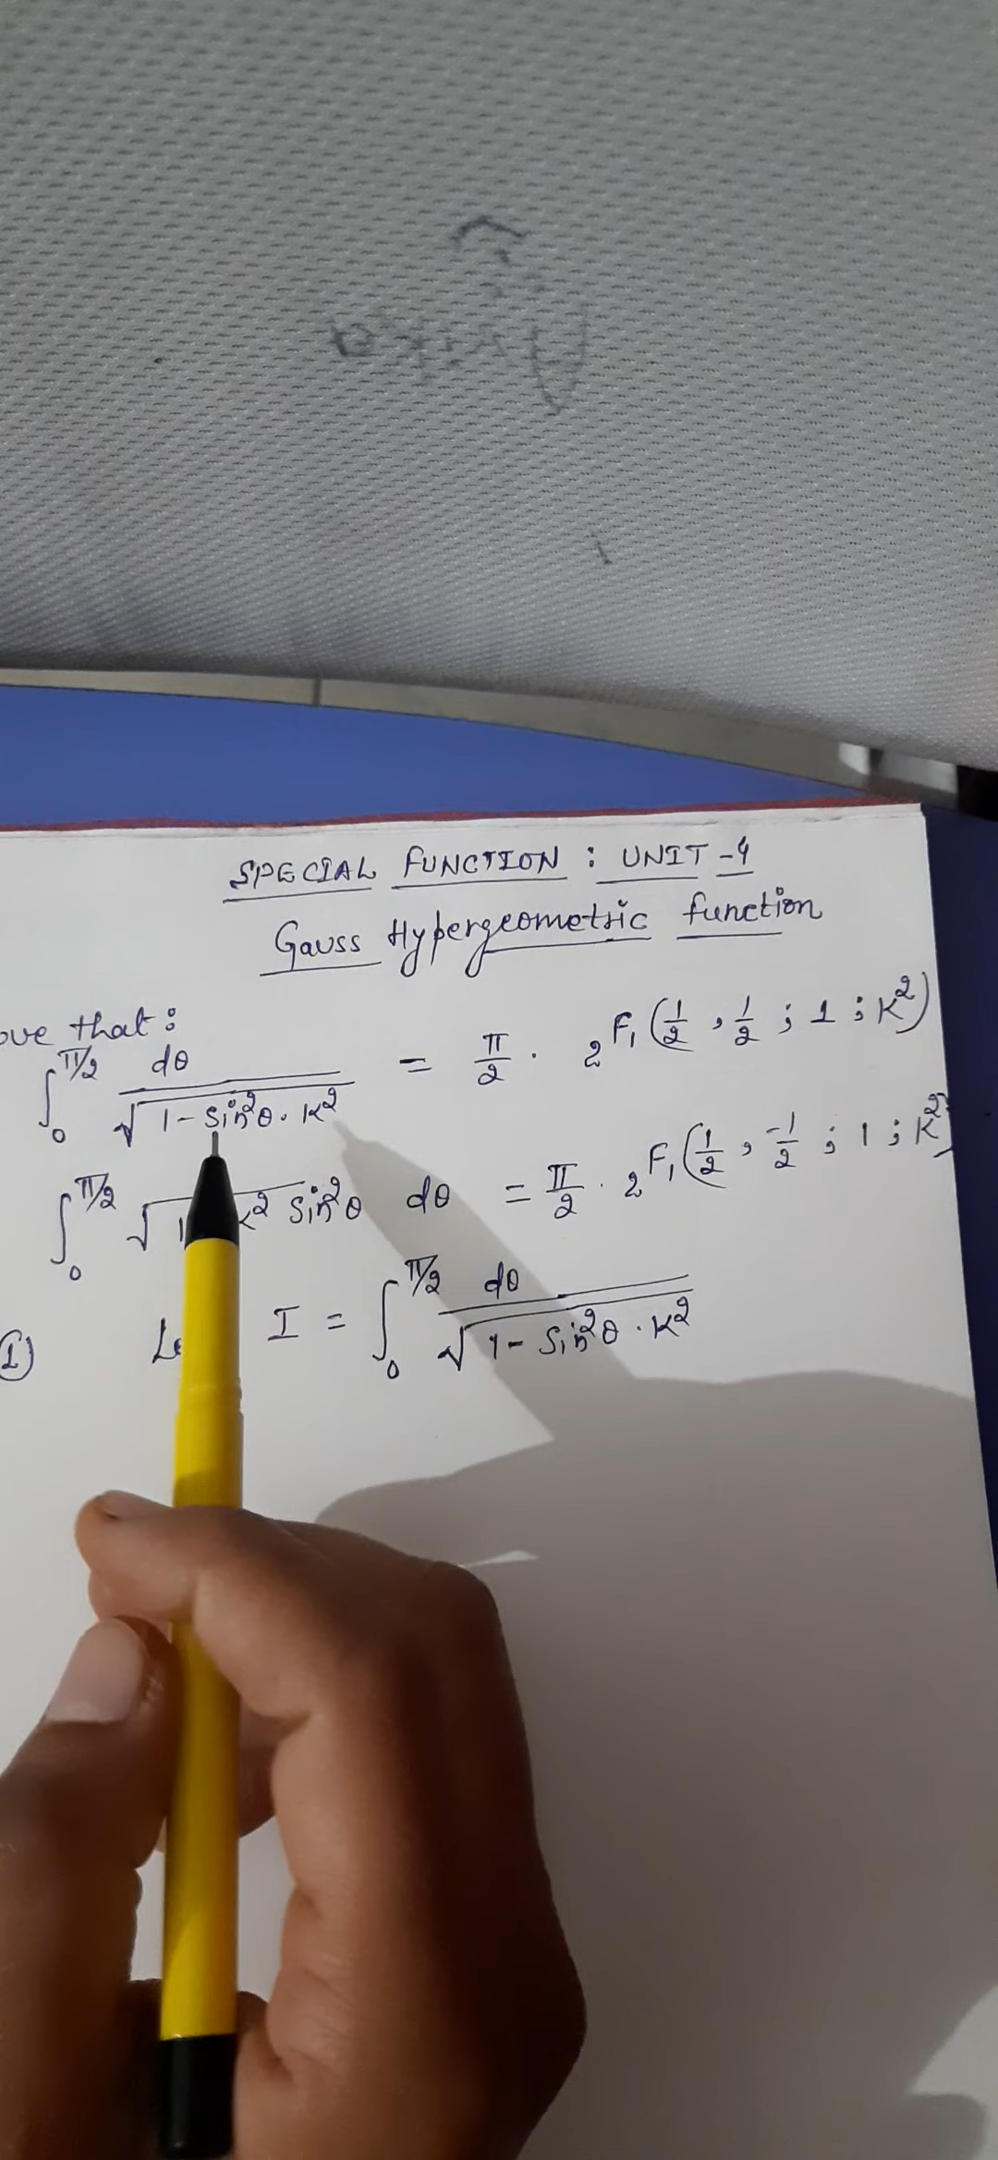 Anika
SPECIAL FUNCTION : UNIT - 4
Gauss Hypergeometric function
ove that :
∫₀^π/2 dθ / √(1 - Sin²θ · K²) = π/2 · ₂F₁(1/2, 1/2 ; 1 ; K²)
∫₀^π/2 √(1 K² Sin²θ) dθ = π/2 · ₂F₁(1/2, -1/2 ; 1 ; K²
(1) I = ∫₀^π/2 dθ / √(1 - Sin²θ · K²)